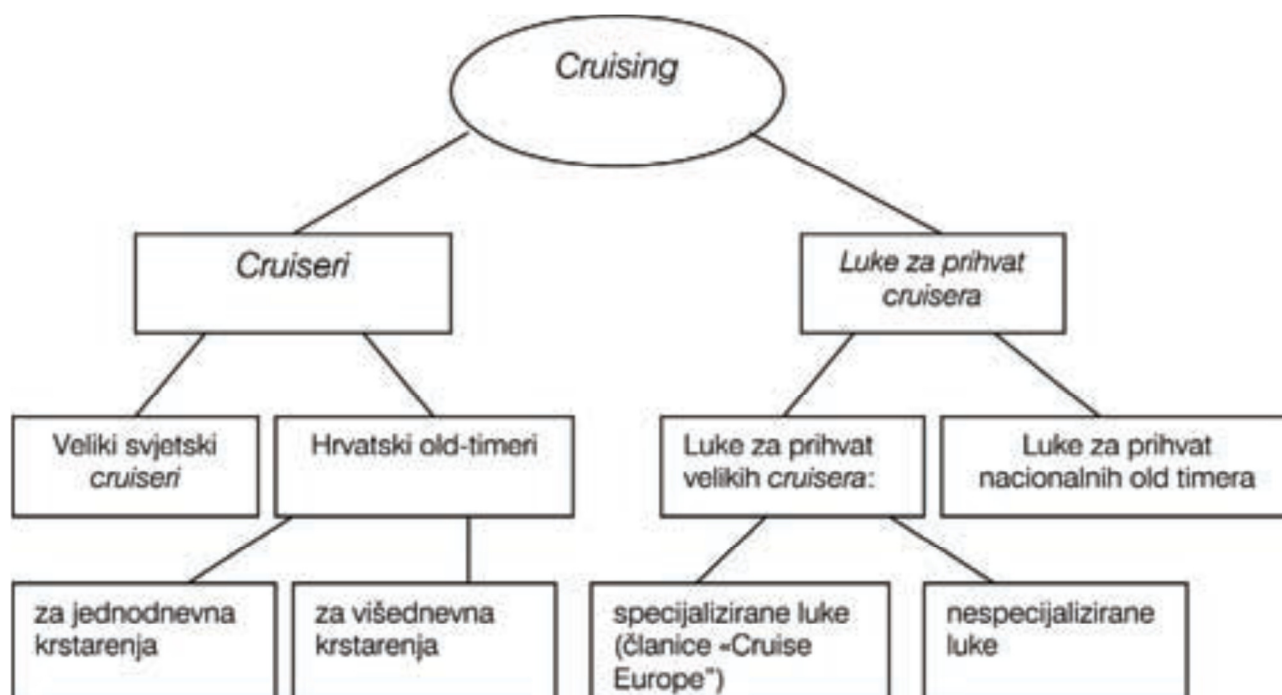 Cruising
Cruiseri
Luke za prihvat
cruisera
Veliki svjetski
cruiseri
Hrvatski old-timeri
Luke za prihvat
velikih cruisera:
Luke za prihvat
nacionalnih old timera
za jednodnevna
krstarenja
za višednevna
krstarenja
specijalizirane luke
(članice «Cruise
Europe")
nespecijalizirane
luke